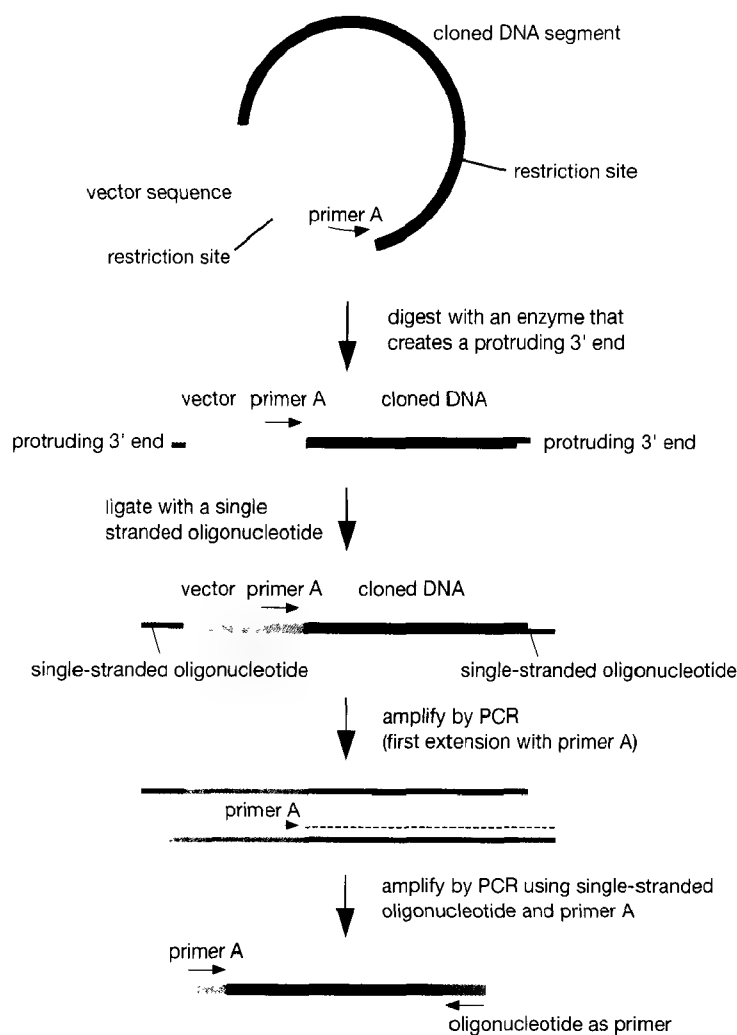 cloned DNA segment
restriction site
vector sequence
primer A
restriction site
digest with an enzyme that
creates a protruding 3' end
vector primer A cloned DNA
protruding 3' end
protruding 3' end
ligate with a single
stranded oligonucleotide
vector primer A cloned DNA
single-stranded oligonucleotide
single-stranded oligonucleotide
amplify by PCR
(first extension with primer A)
primer A
amplify by PCR using single-stranded
oligonucleotide and primer A
primer A
oligonucleotide as primer